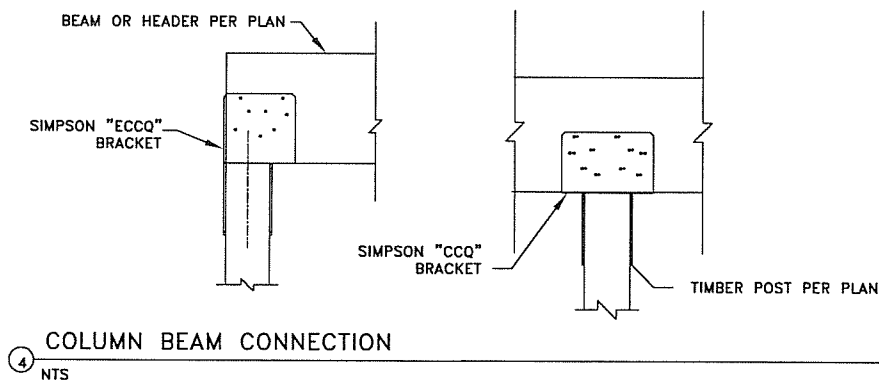 BEAM OR HEADER PER PLAN
SIMPSON "ECCQ"
BRACKET
SIMPSON "CCQ"
BRACKET
TIMBER POST PER PLAN
4
COLUMN BEAM CONNECTION
NTS